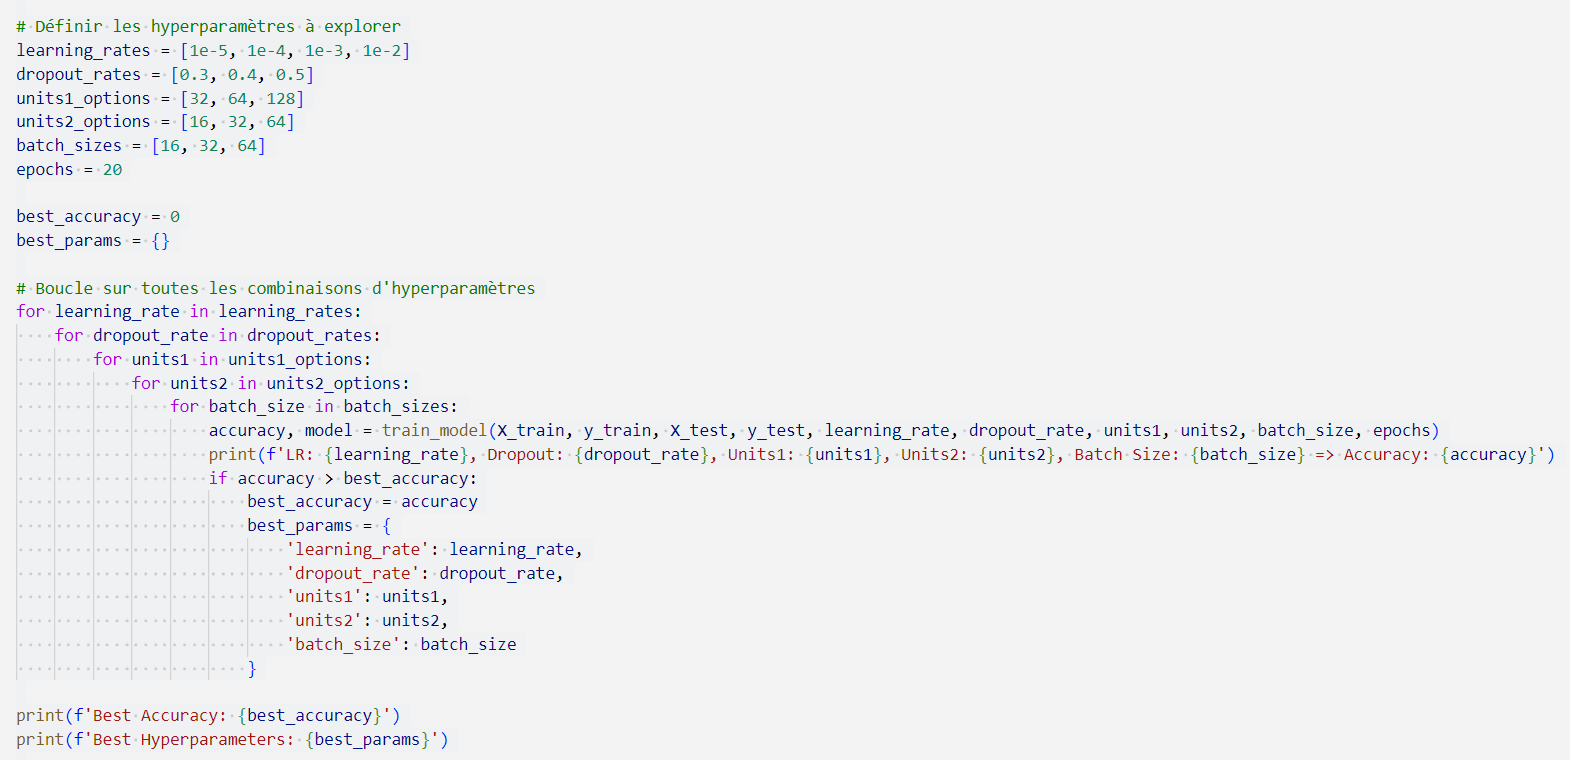 # Définir les hyperparamètres à explorer
learning_rates = [1e-5, 1e-4, 1e-3, 1e-2]
dropout_rates = [0.3, 0.4, 0.5]
units1_options = [32, 64, 128]
units2_options = [16, 32, 64]
batch_sizes = [16, 32, 64]
epochs = 20

best_accuracy = 0
best_params = {}

# Boucle sur toutes les combinaisons d'hyperparamètres
for learning_rate in learning_rates:
    for dropout_rate in dropout_rates:
        for units1 in units1_options:
            for units2 in units2_options:
                for batch_size in batch_sizes:
                    accuracy, model = train_model(X_train, y_train, X_test, y_test, learning_rate, dropout_rate, units1, units2, batch_size, epochs)
                    print(f'LR: {learning_rate}, Dropout: {dropout_rate}, Units1: {units1}, Units2: {units2}, Batch Size: {batch_size} => Accuracy: {accuracy}')
                    if accuracy > best_accuracy:
                        best_accuracy = accuracy
                        best_params = {
                            'learning_rate': learning_rate,
                            'dropout_rate': dropout_rate,
                            'units1': units1,
                            'units2': units2,
                            'batch_size': batch_size
                        }

print(f'Best Accuracy: {best_accuracy}')
print(f'Best Hyperparameters: {best_params}')